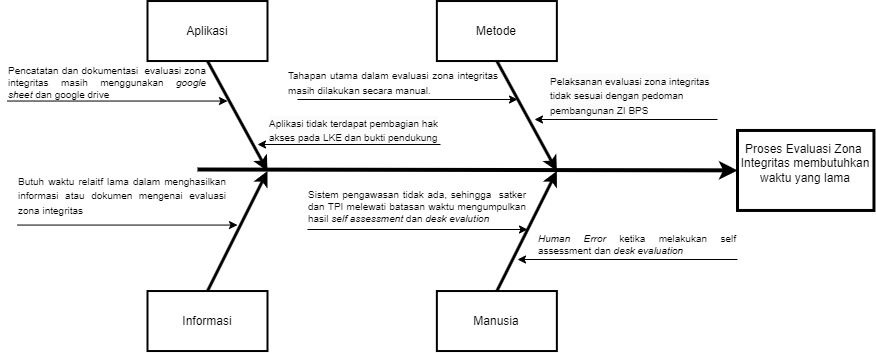 Aplikasi
Metode
Pencatatan dan dokumentasi evaluasi zona
integritas masih menggunakan google
sheet dan google drive
Tahapan utama dalam evaluasi zona integritas
masih dilakukan secara manual.
Pelaksanan evaluasi zona integritas
tidak sesuai dengan pedoman
pembangunan ZI BPS
Aplikasi tidak terdapat pembagian hak
akses pada LKE dan bukti pendukung
Proses Evaluasi Zona
Integritas membutuhkan
waktu yang lama
Butuh waktu relaitf lama dalam menghasilkan
informasi atau dokumen mengenai evaluasi
zona integritas
Sistem pengawasan tidak ada, sehingga satker
dan TPI melewati batasan waktu mengumpulkan
hasil self assessment dan desk evalution
Human Error ketika melakukan self
assessment dan desk evaluation
Informasi
Manusia